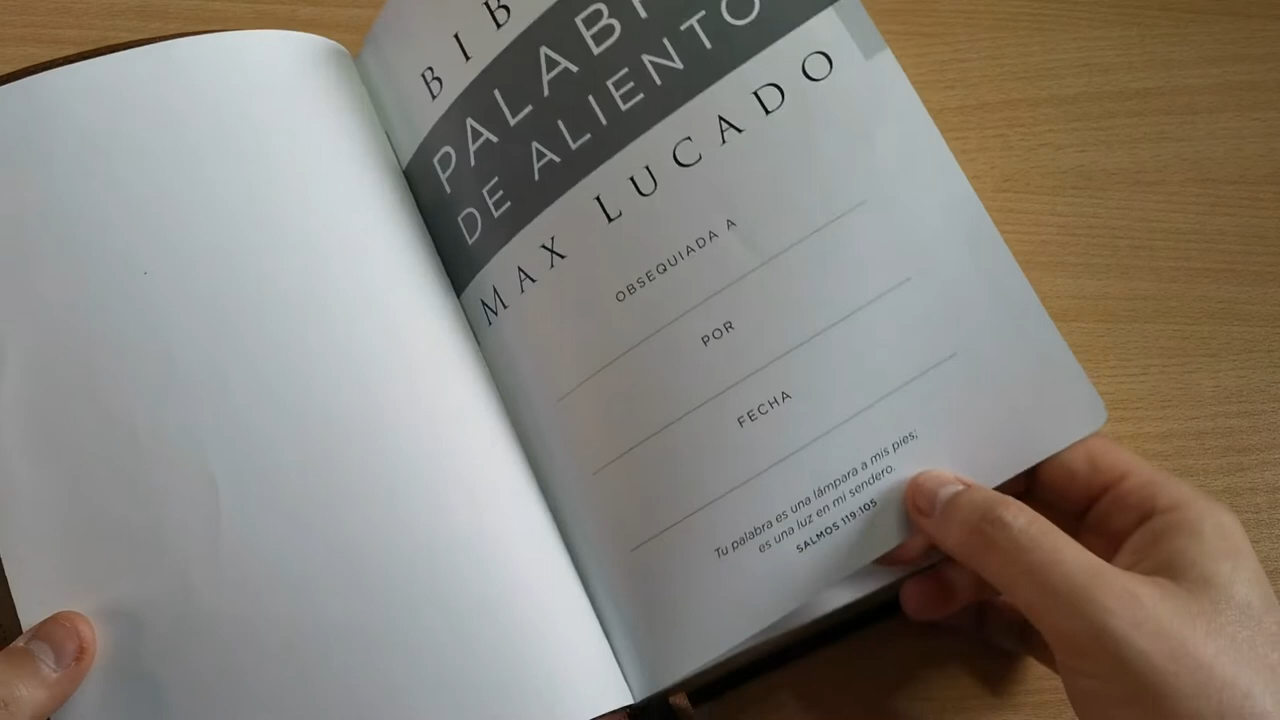 DE ALIENTO
MAX LUCADO
OBSEQUIADA A
POR
FECHA
Tu palabra es una lámpara a mis pies;
es una luz en mi sendero.
SALMOS 119:105